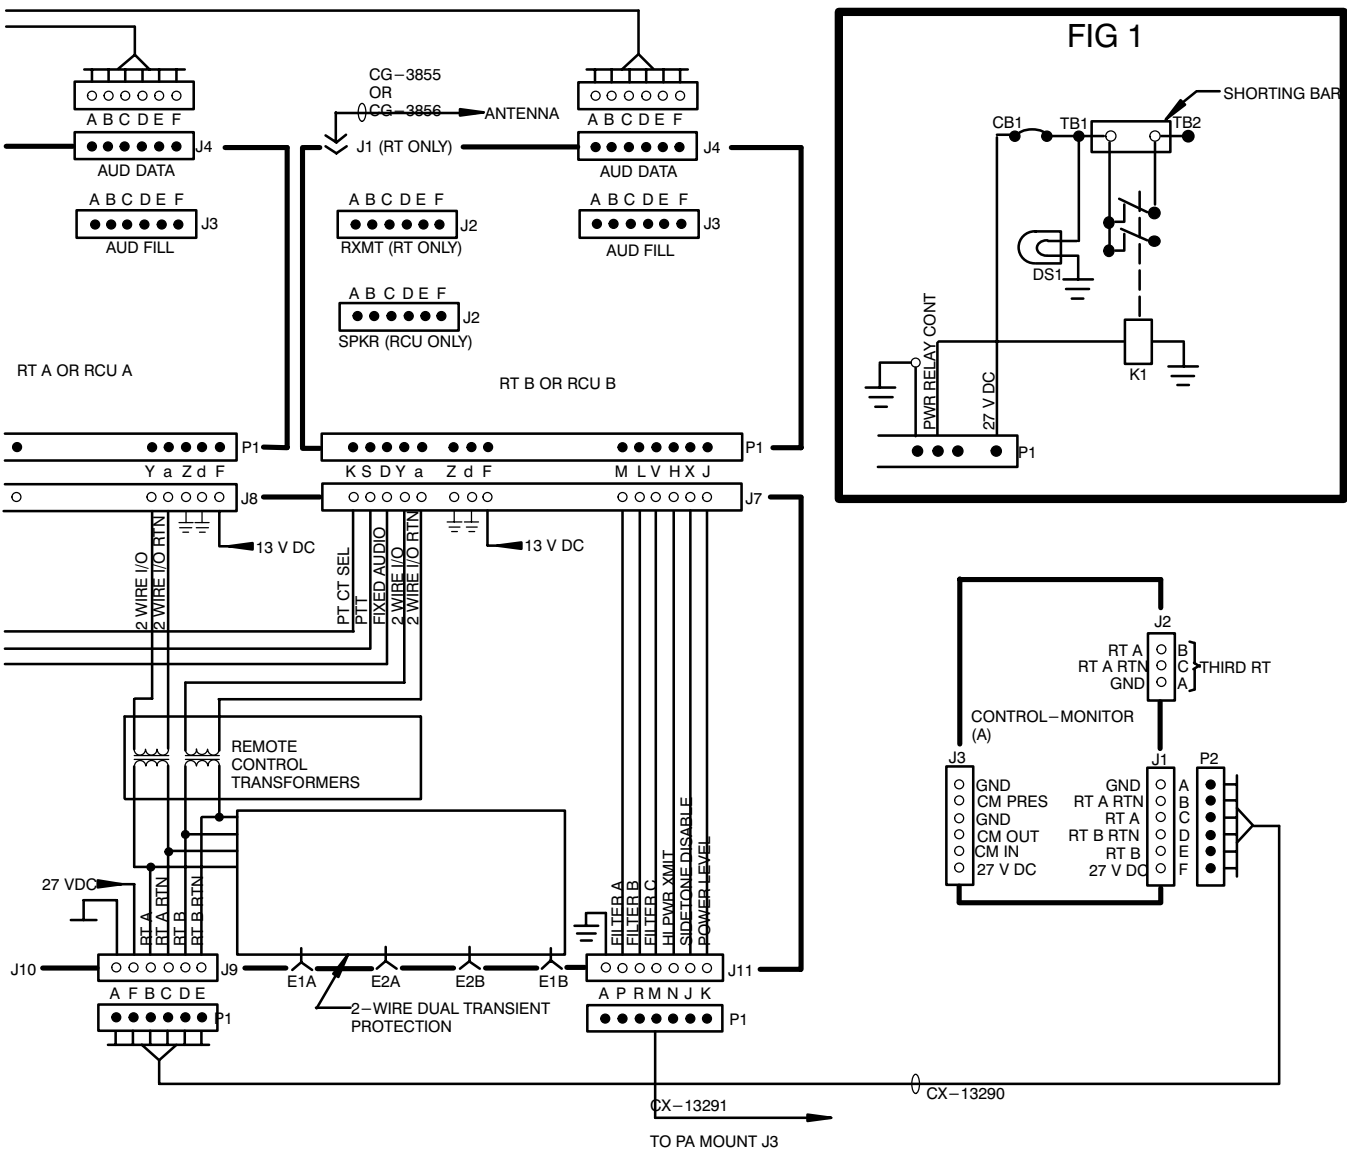 FIG 1
CG-3855
OR
CG-3856
ANTENNA
SHORTING BAR
CB1
TB1
TB2
A B C D E F
A B C D E F
J4
J1 (RT ONLY)
J4
AUD DATA
AUD DATA
A B C D E F
A B C D E F
A B C D E F
J3
J2
J3
AUD FILL
RXMT (RT ONLY)
AUD FILL
DS1
A B C D E F
J2
SPKR (RCU ONLY)
PWR RELAY CONT
27 V DC
K1
RT A OR RCU A
RT B OR RCU B
P1
P1
P1
Y a Z d F
K S D Y a Z d F M L V H X J
J8
J7
13 V DC
13 V DC
2 WIRE I/O
2 WIRE I/O RTN
PT CT SEL
PTT
FIXED AUDIO
2 WIRE I/O
2 WIRE I/O RTN
J2
RT A B
RT A RTN C
GND A
THIRD RT
CONTROL-MONITOR
(A)
REMOTE
CONTROL
TRANSFORMERS
J3
J1
P2
GND
CM PRES
GND
CM OUT
CM IN
27 V DC
GND A
RT A RTN B
RT A C
RT B RTN D
RT B E
27 V DC F
27 VDC
RT A
RT A RTN
RT B
RT B RTN
FILTER A
FILTER B
FILTER C
HI PWR XMIT
SIDETONE DISABLE
POWER LEVEL
J10
J9
E1A
E2A
E2B
E1B
J11
A F B C D E
A P R M N J K
P1
2-WIRE DUAL TRANSIENT
PROTECTION
P1
CX-13290
CX-13291
TO PA MOUNT J3